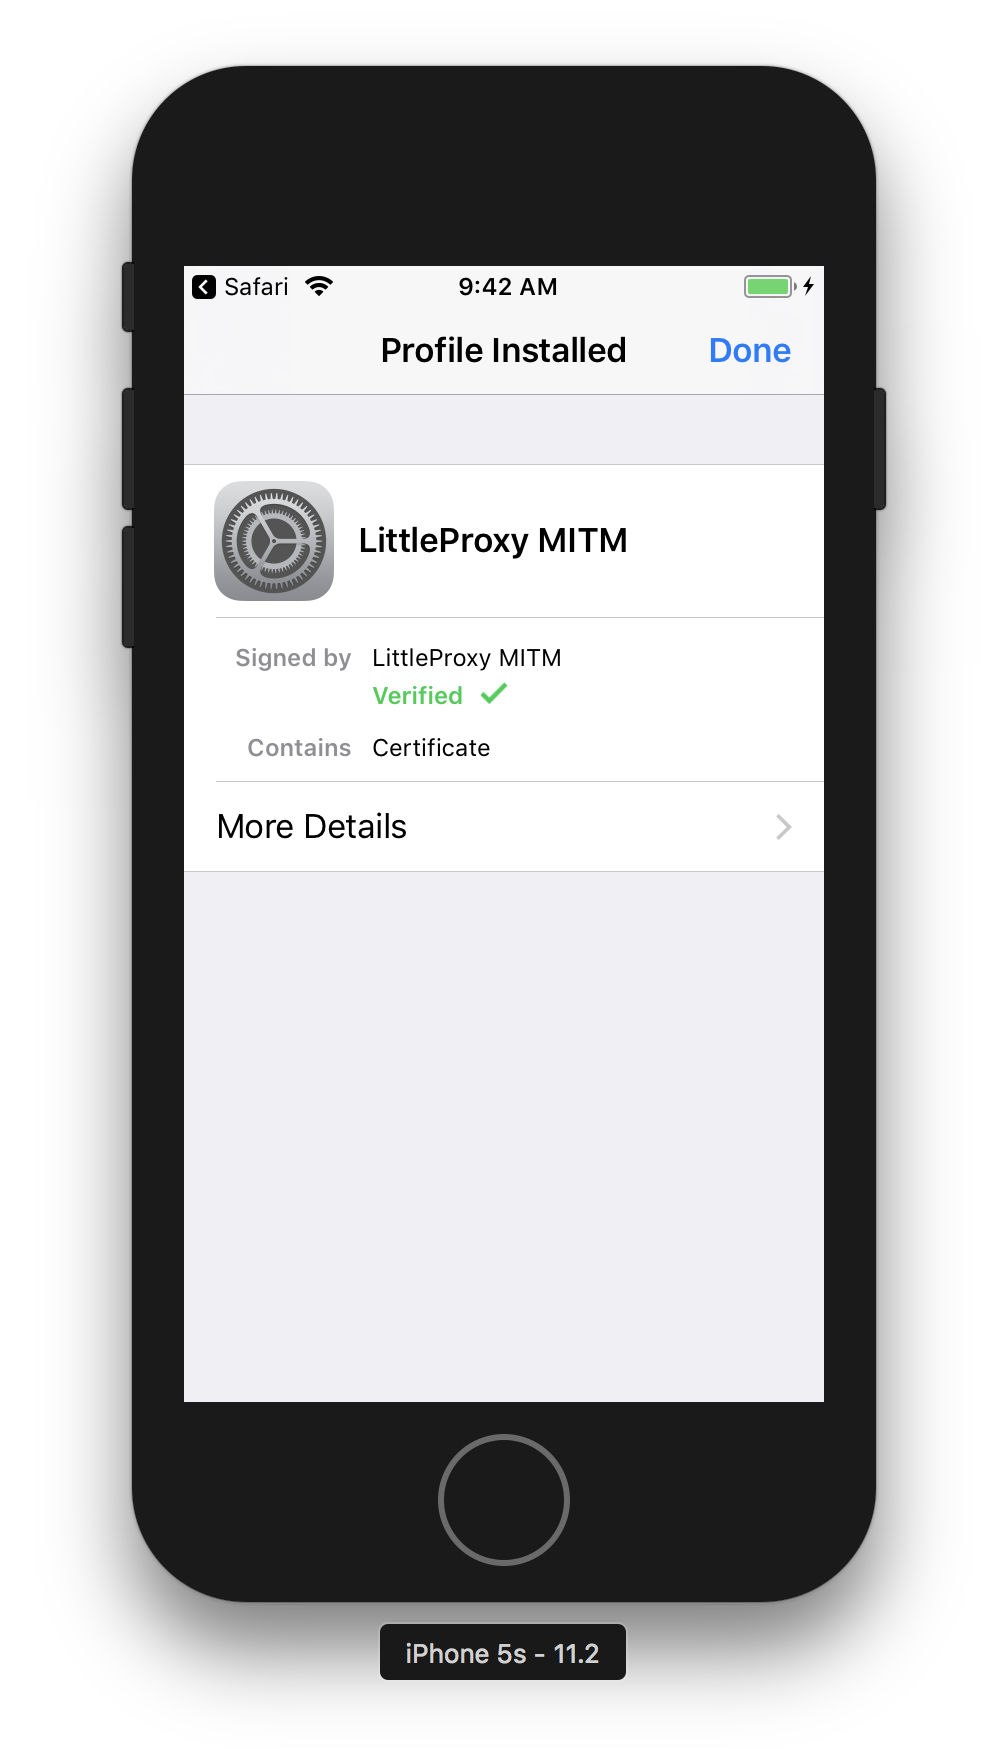 Safari 9:42 AM
Profile Installed Done
LittleProxy MITM
Signed by LittleProxy MITM
Verified
Contains Certificate
More Details
iPhone 5s - 11.2